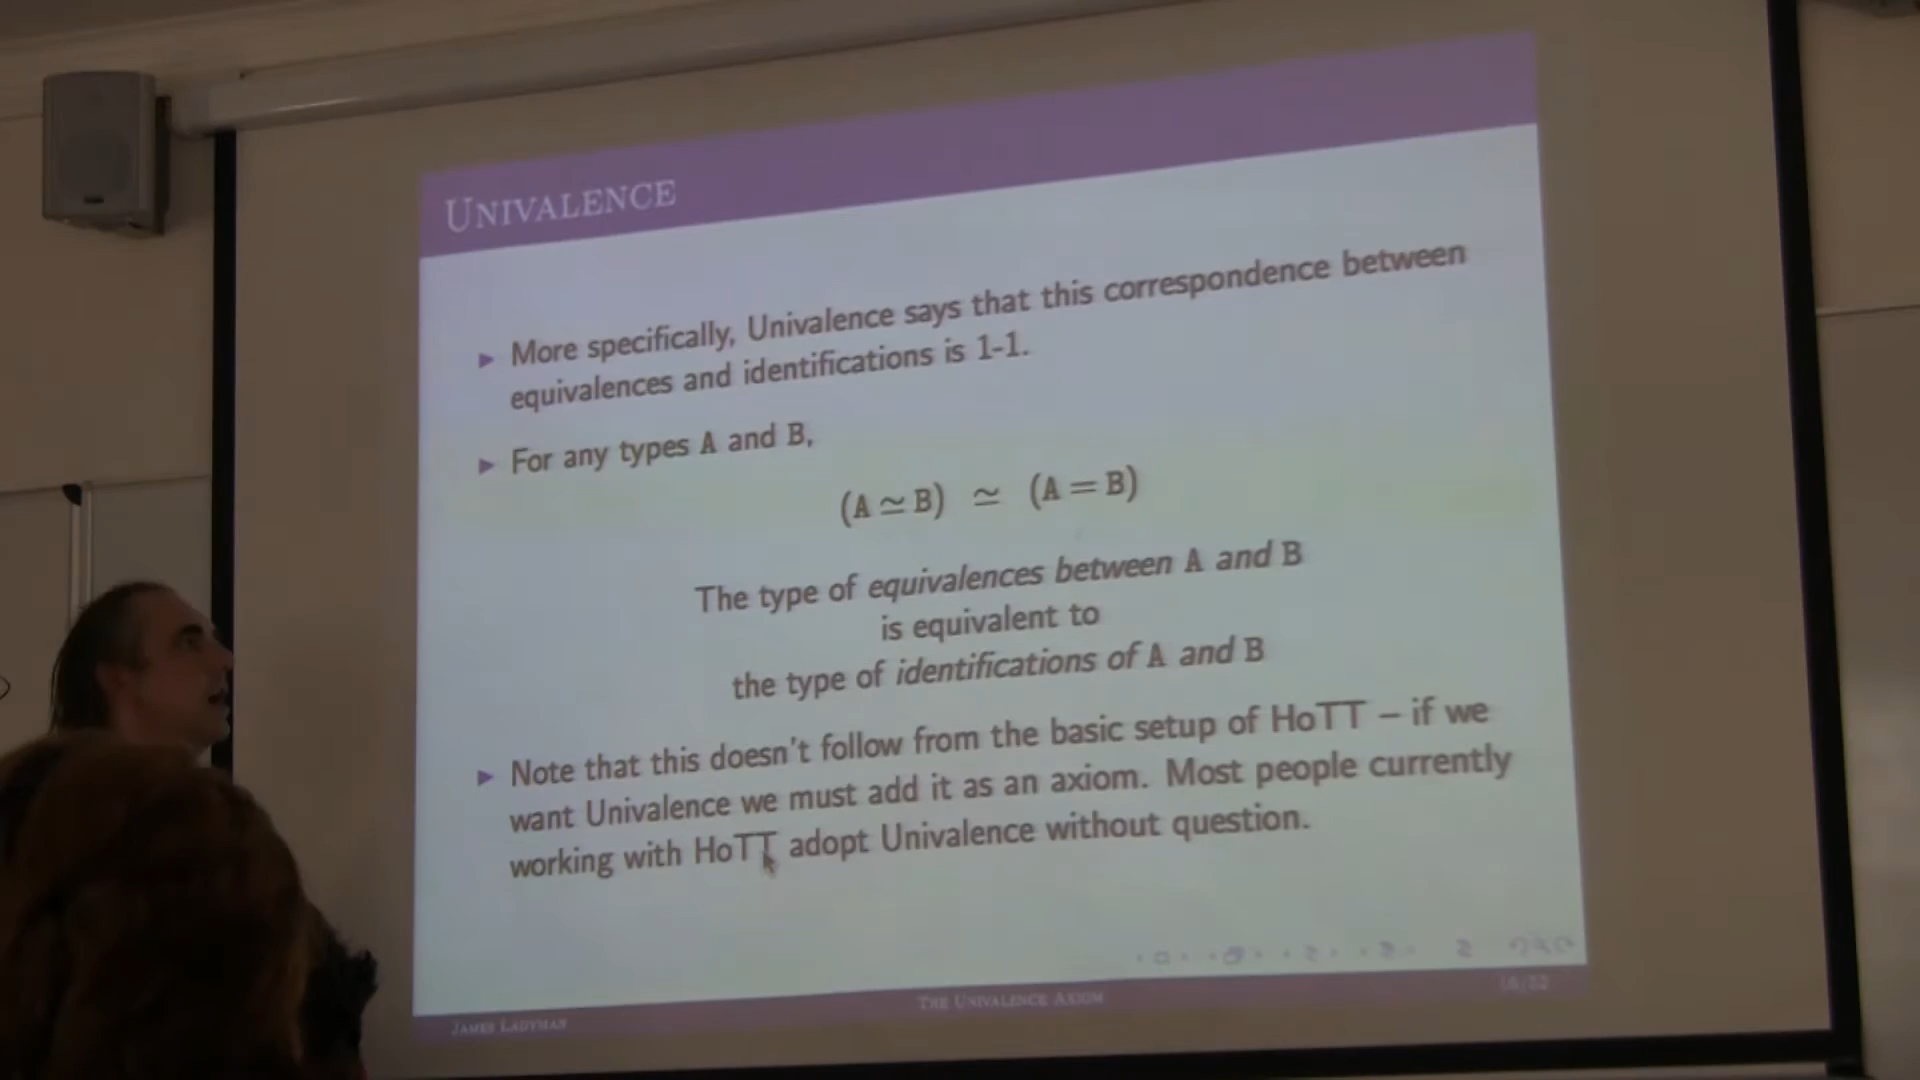 UNIVALENCE
▶ More specifically, Univalence says that this correspondence between
equivalences and identifications is 1-1.
▶ For any types A and B,
(A ≃ B) ≃ (A = B)
The type of equivalences between A and B
is equivalent to
the type of identifications of A and B
▶ Note that this doesn't follow from the basic setup of HoTT – if we
want Univalence we must add it as an axiom. Most people currently
working with HoTT adopt Univalence without question.
JAMES LADYMAN
THE UNIVALENCE AXIOM